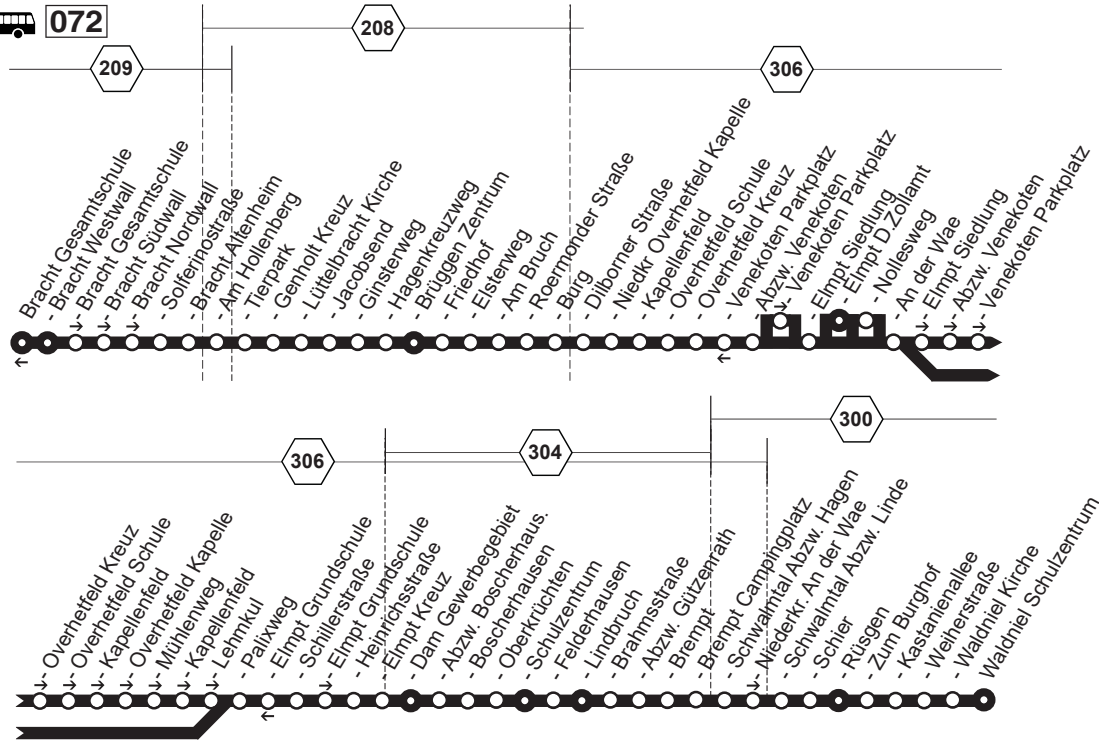 072
208
209
306
Bracht Gesamtschule
- Bracht Westwall
- Bracht Gesamtschule
- Bracht Südwall
- Bracht Nordwall
- Solferinostraße
- Bracht Altenheim
- Am Hollenberg
- Tierpark
- Genholt Kreuz
- Lüttelbracht Kirche
- Jacobsend
- Ginsterweg
- Hagenkreuzweg
- Brüggen Zentrum
- Friedhof
- Elsterweg
- Am Bruch
- Roermonder Straße
- Burg
- Dilborner Straße
- Niedkr Overhetfeld Kapelle
- Kapellenfeld
- Overhetfeld Schule
- Overhetfeld Kreuz
- Venekoten Parkplatz
Abzw. Venekoten
- Venekoten Parkplatz
- Elmpt Siedlung
- Elmpt D.Zollamt
- Nollesweg
- An der Wae
- Elmpt Siedlung
- Abzw. Venekoten
- Venekoten Parkplatz
300
304
306
- Overhetfeld Kreuz
- Overhetfeld Schule
- Kapellenfeld
- Overhetfeld Kapelle
- Mühlenweg
- Kapellenfeld
- Lehmkul
- Palixweg
- Elmpt Grundschule
- Schillerstraße
- Elmpt Grundschule
- Heinrichsstraße
- Elmpt Kreuz
- Dam Gewerbegebiet
- Abzw. Boscherhaus.
- Boscherhausen
- Oberkrüchten
- Schulzentrum
- Felderhausen
- Lindbruch
- Brahmsstraße
- Abzw. Gützenrath
- Brempt
- Brempt Campingplatz
- Schwalmtal Abzw. Hagen
- Niederkr. An der Wae
- Schwalmtal Abzw. Linde
- Schier
- Rüsgen
- Zum Burghof
- Kastanienallee
- Weiherstraße
- Waldniel Kirche
Waldniel Schulzentrum